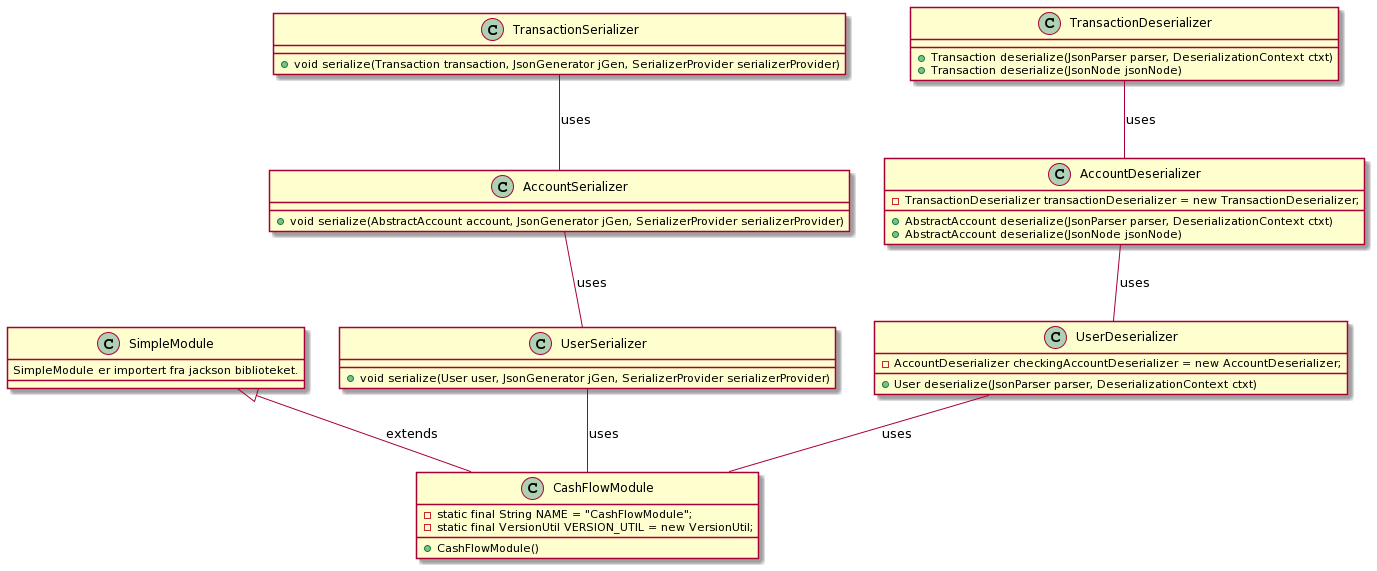 C TransactionSerializer
void serialize(Transaction transaction, JsonGenerator jGen, SerializerProvider serializerProvider)
C TransactionDeserializer
Transaction deserialize(JsonParser parser, DeserializationContext ctxt)
Transaction deserialize(JsonNode jsonNode)
uses
uses
C AccountSerializer
void serialize(AbstractAccount account, JsonGenerator jGen, SerializerProvider serializerProvider)
C AccountDeserializer
TransactionDeserializer transactionDeserializer = new TransactionDeserializer;
AbstractAccount deserialize(JsonParser parser, DeserializationContext ctxt)
AbstractAccount deserialize(JsonNode jsonNode)
uses
uses
C SimpleModule
SimpleModule er importert fra jackson biblioteket.
C UserSerializer
void serialize(User user, JsonGenerator jGen, SerializerProvider serializerProvider)
C UserDeserializer
AccountDeserializer checkingAccountDeserializer = new AccountDeserializer;
User deserialize(JsonParser parser, DeserializationContext ctxt)
extends
uses
uses
C CashFlowModule
static final String NAME = "CashFlowModule";
static final VersionUtil VERSION_UTIL = new VersionUtil;
CashFlowModule()